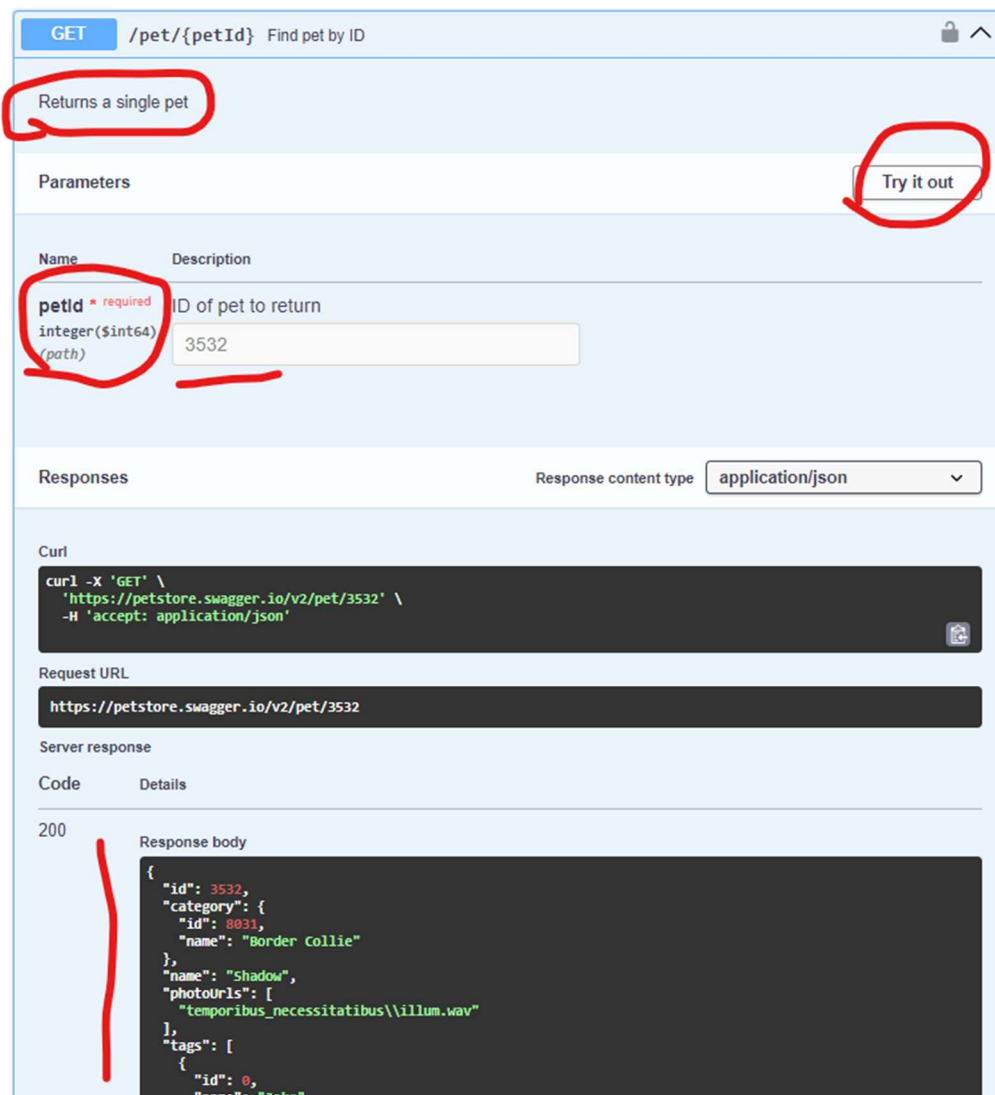 GET /pet/{petId} Find pet by ID
Returns a single pet
Parameters
Try it out
Name Description
petId * required
integer($int64)
(path)
ID of pet to return
3532
Responses
Response content type application/json
Curl
curl -X 'GET' \
'https://petstore.swagger.io/v2/pet/3532' \
-H 'accept: application/json'
Request URL
https://petstore.swagger.io/v2/pet/3532
Server response
Code Details
200
Response body
{
"id": 3532,
"category": {
"id": 8031,
"name": "Border Collie"
},
"name": "Shadow",
"photoUrls": [
"temporibus_necessitatibus\\illum.wav"
],
"tags": [
{
"id": 0,